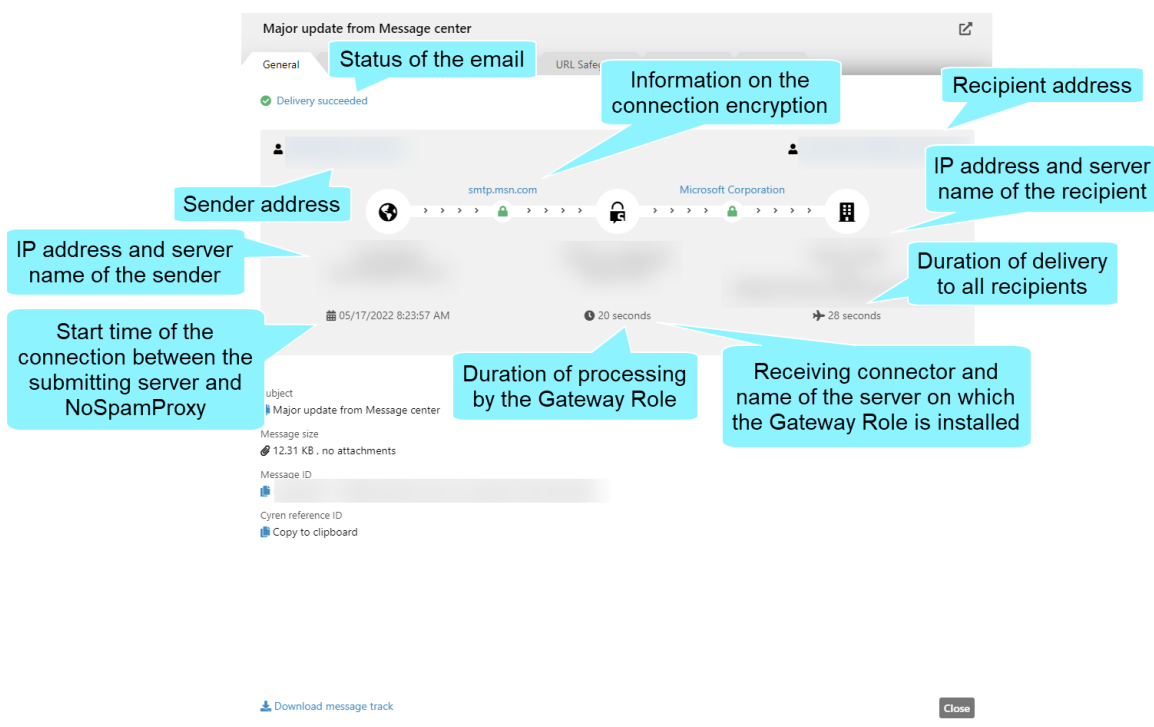 Major update from Message center
General
Status of the email
URL
Information on the
connection encryption
Recipient address
Delivery succeeded
IP address and server
name of the recipient
Sender address
smtp.msn.com
Microsoft Corporation
IP address and server
name of the sender
Duration of delivery
to all recipients
05/17/2022 8:23:57 AM
20 seconds
28 seconds
Start time of the
connection between the
submitting server and
NoSpamProxy
Duration of processing
by the Gateway Role
Receiving connector and
name of the server on which
the Gateway Role is installed
Major update from Message center
Message size
12.31 KB , no attachments
Message ID
Cyren reference ID
Copy to clipboard
Download message track
Close